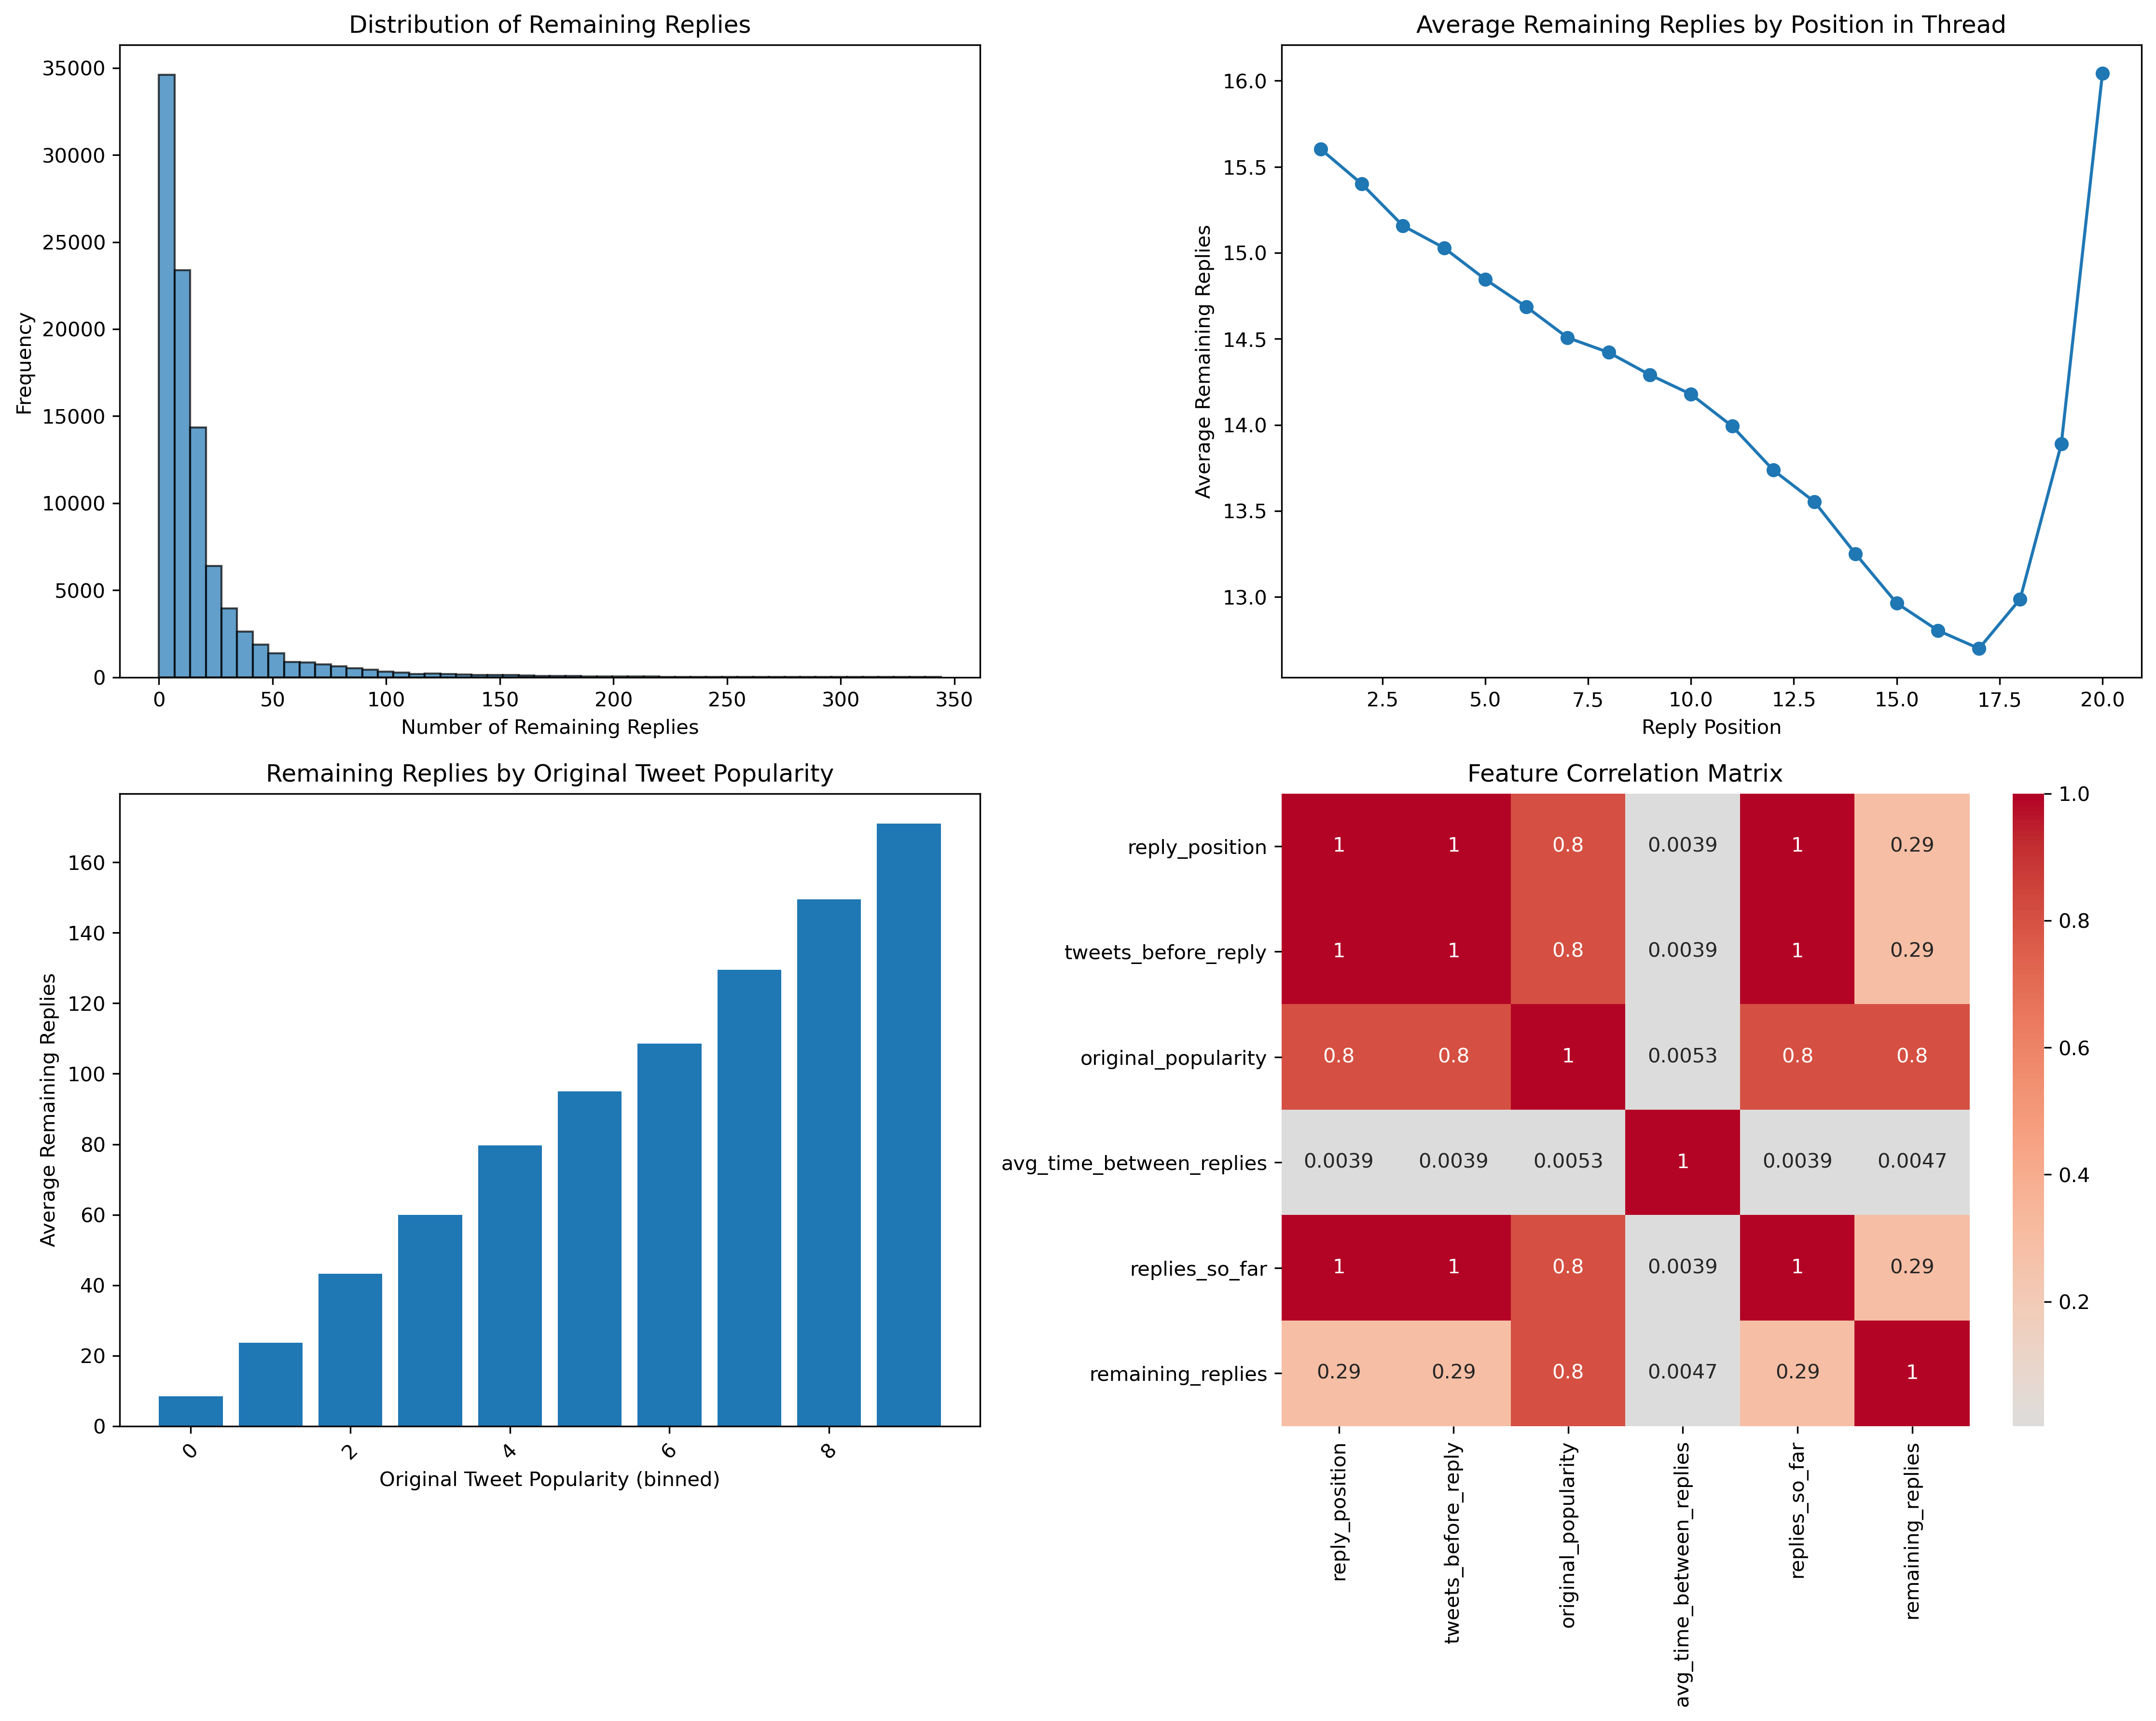 Distribution of Remaining Replies
35000
30000
25000
20000
15000
10000
5000
0
Frequency
0 50 100 150 200 250 300 350
Number of Remaining Replies
Average Remaining Replies by Position in Thread
16.0
15.5
15.0
14.5
14.0
13.5
13.0
Average Remaining Replies
2.5 5.0 7.5 10.0 12.5 15.0 17.5 20.0
Reply Position
Remaining Replies by Original Tweet Popularity
160
140
120
100
80
60
40
20
0
Average Remaining Replies
0 2 4 6 8
Original Tweet Popularity (binned)
Feature Correlation Matrix
reply_position 1 1 0.8 0.0039 1 0.29
tweets_before_reply 1 1 0.8 0.0039 1 0.29
original_popularity 0.8 0.8 1 0.0053 0.8 0.8
avg_time_between_replies 0.0039 0.0039 0.0053 1 0.0039 0.0047
replies_so_far 1 1 0.8 0.0039 1 0.29
remaining_replies 0.29 0.29 0.8 0.0047 0.29 1
reply_position
tweets_before_reply
original_popularity
avg_time_between_replies
replies_so_far
remaining_replies
1.0
0.8
0.6
0.4
0.2